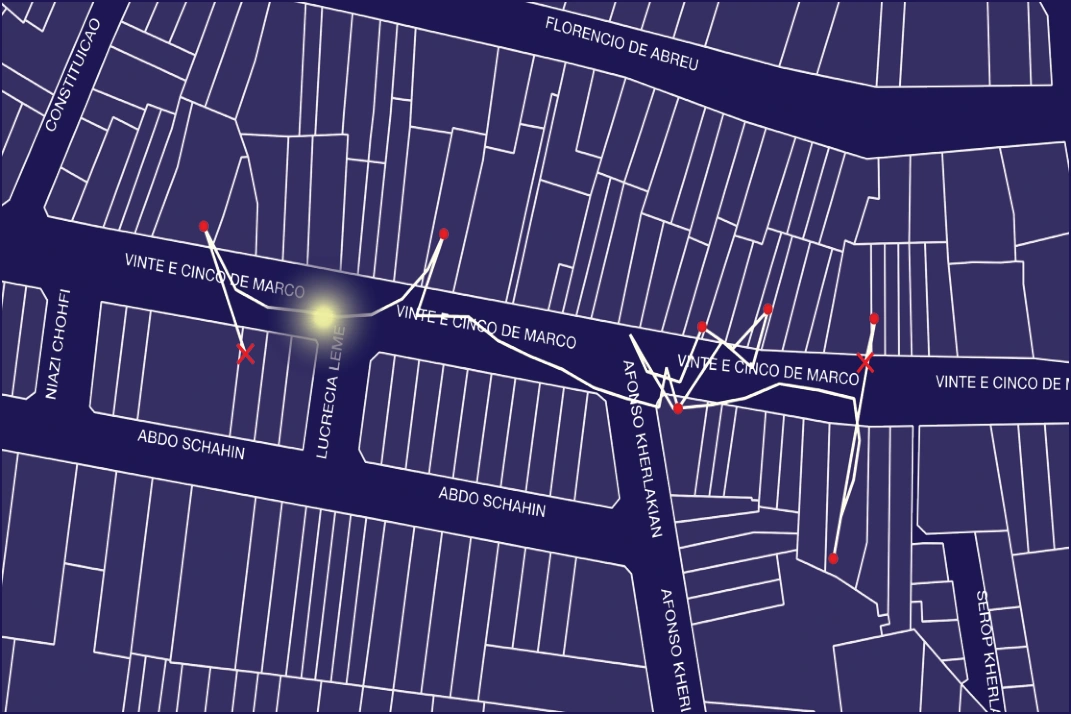 FLORENCIO DE ABREU
CONSTITUICAO
VINTE E CINCO DE MARCO
VINTE E CINCO DE MARCO
VINTE E CINCO DE MARCO
VINTE E CINCO DE M
NIAZI CHOHFI
LUCRECIA LEME
AFONSO KHERLAKIAN
ABDO SCHAHIN
ABDO SCHAHIN
AFONSO KHERL
SEROP KHERLA